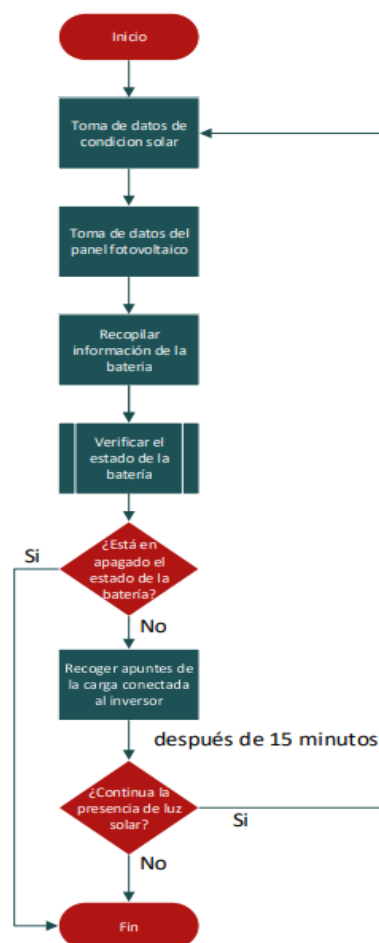 Inicio
Toma de datos de
condicion solar
Toma de datos del
panel fotovoltaico
Recopilar
información de la
bateria
Verificar el
estado de la
batería
¿Está en
apagado el
estado de la
batería?
Si
No
Recoger apuntes de
la carga conectada
al inversor
después de 15 minutos
¿Continua la
presencia de luz
solar?
Si
No
Fin